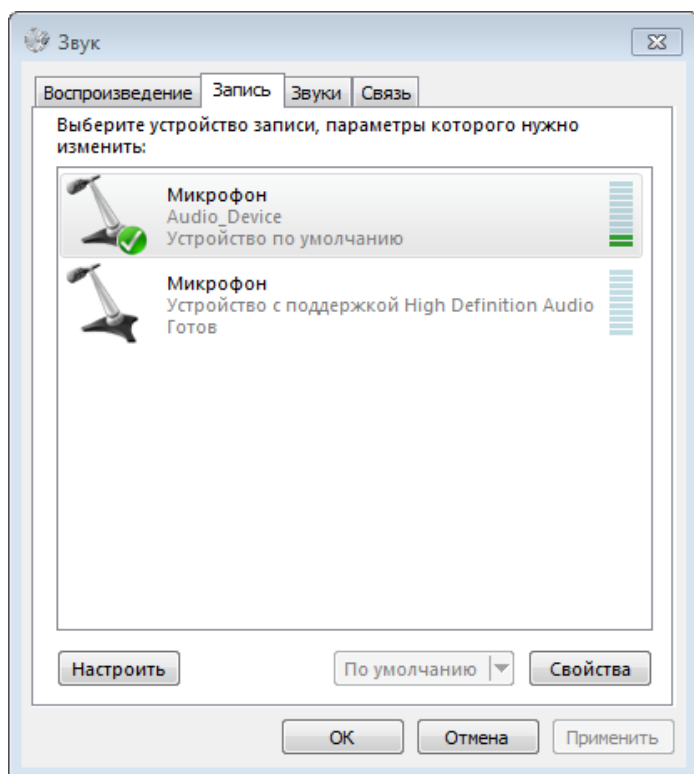 Звук
Воспроизведение Запись Звуки Связь
Выберите устройство записи, параметры которого нужно
изменить:
Микрофон
Audio_Device
Устройство по умолчанию
Микрофон
Устройство с поддержкой High Definition Audio
Готов
Настроить По умолчанию Свойства
ОК Отмена Применить